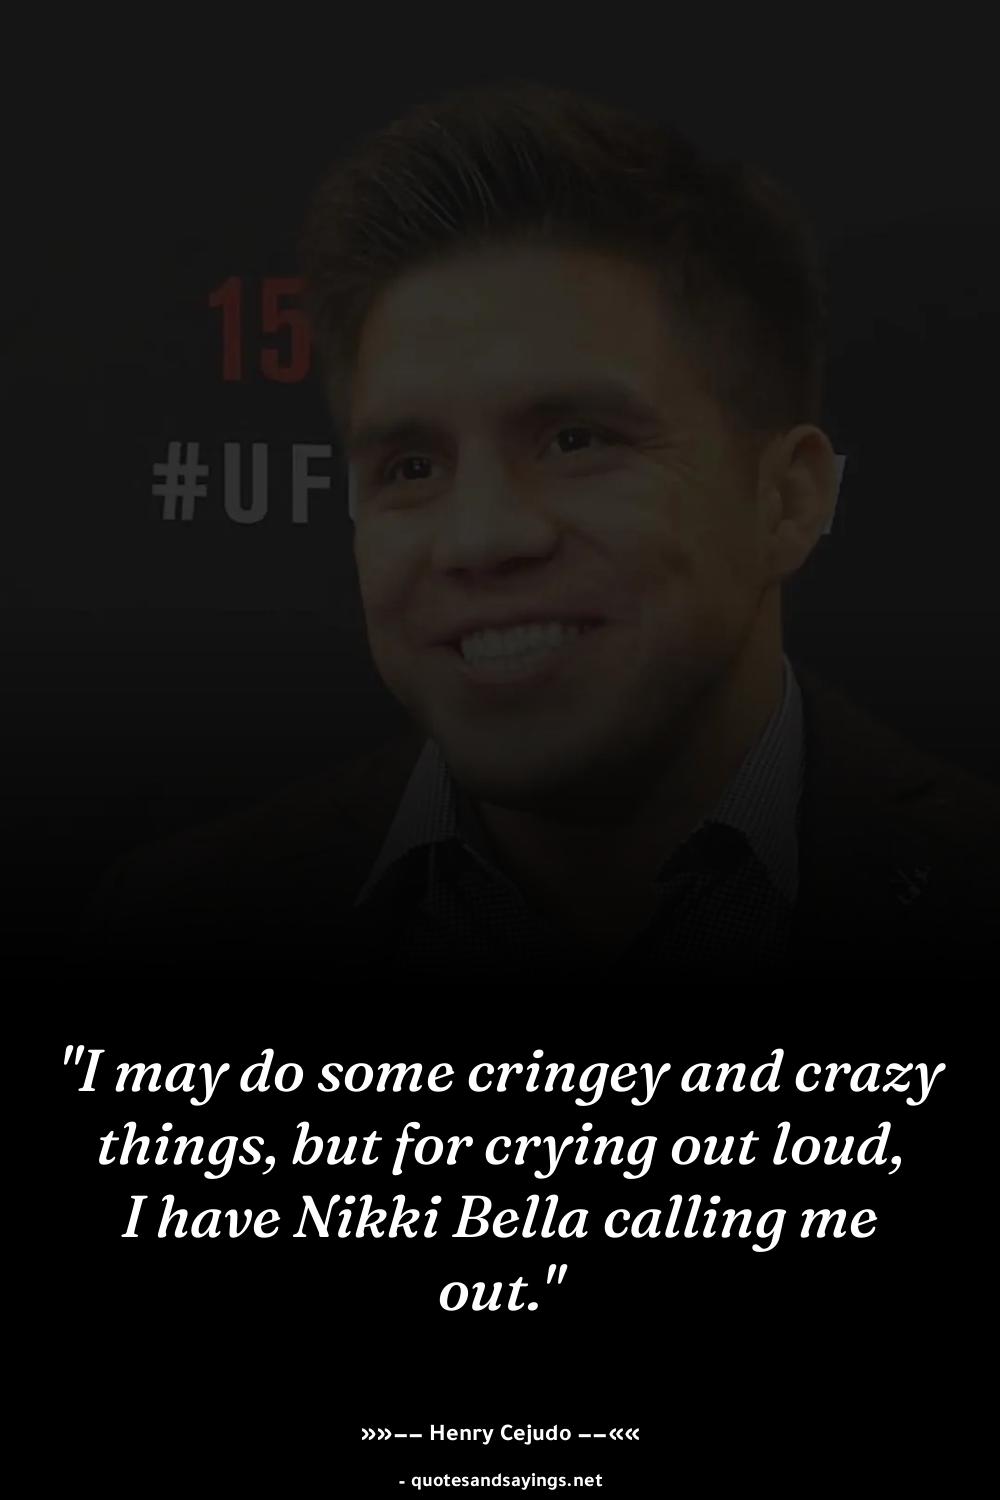 15
#UF
"I may do some cringey and crazy
things, but for crying out loud,
I have Nikki Bella calling me
out."
»»–– Henry Cejudo ––««
- quotesandsayings.net